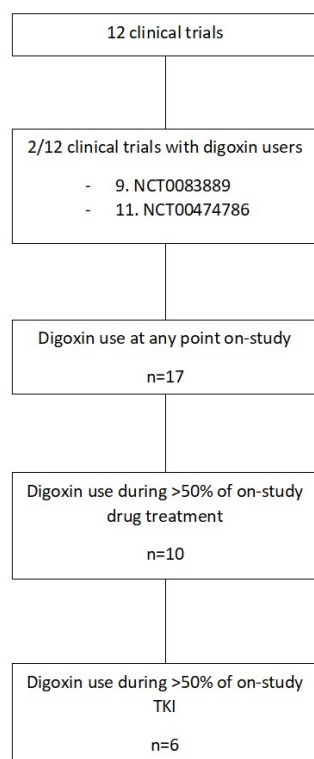 12 clinical trials
2/12 clinical trials with digoxin users
- 9. NCT0083889
- 11. NCT00474786
Digoxin use at any point on-study
n=17
Digoxin use during >50% of on-study
drug treatment
n=10
Digoxin use during >50% of on-study
TKI
n=6